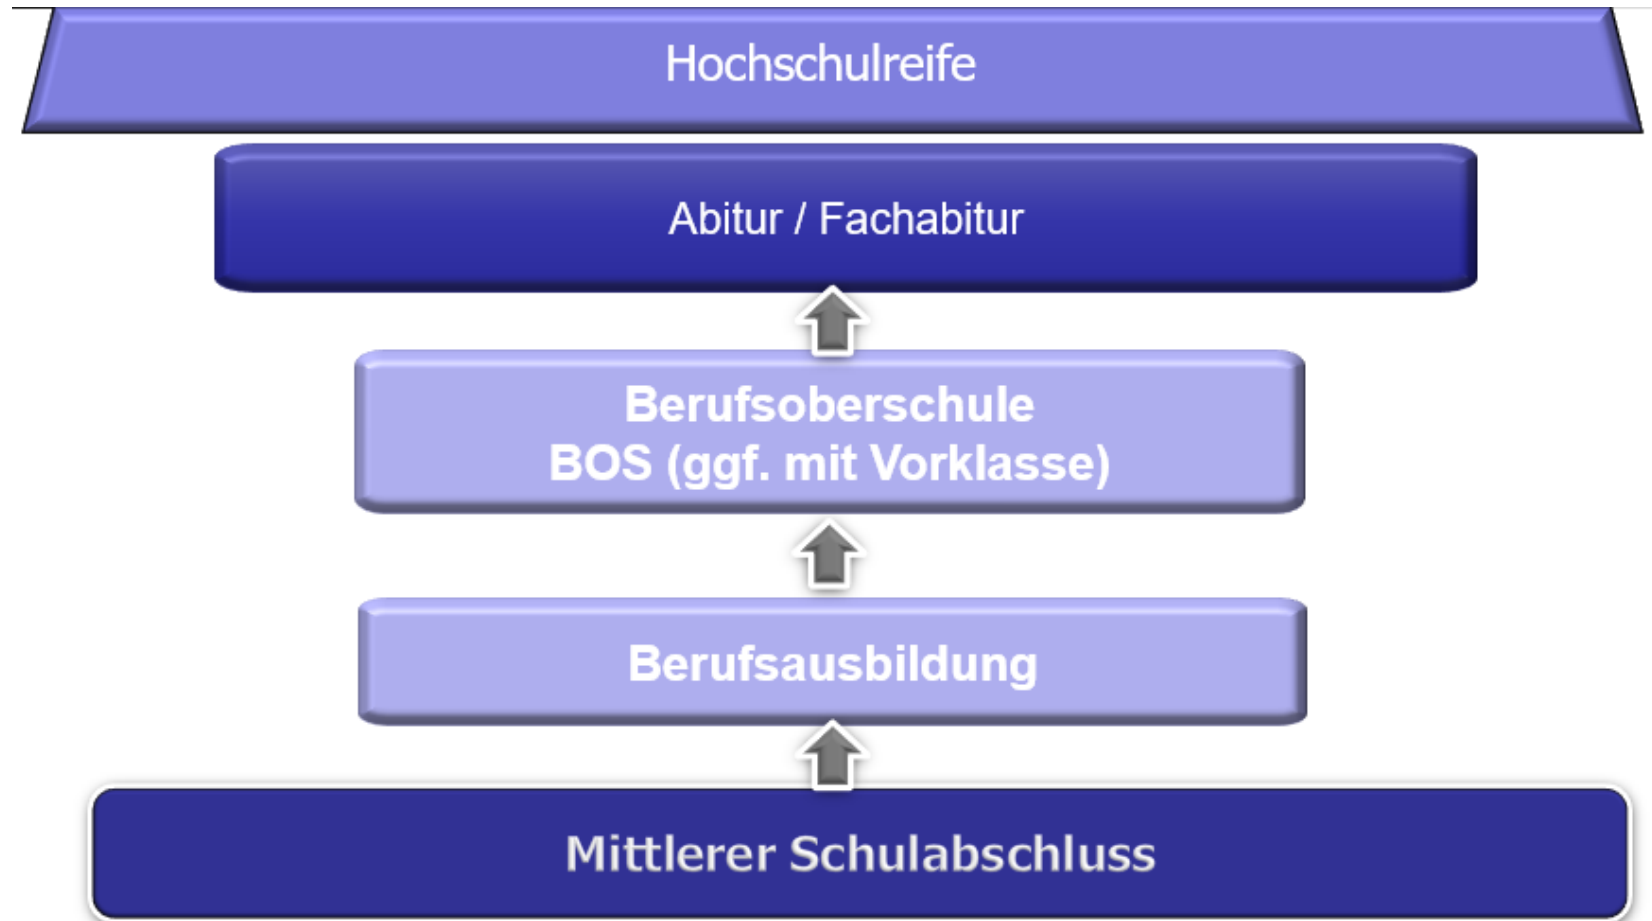 Hochschulreife
Abitur / Fachabitur
Berufsoberschule
BOS (ggf. mit Vorklasse)
Berufsausbildung
Mittlerer Schulabschluss